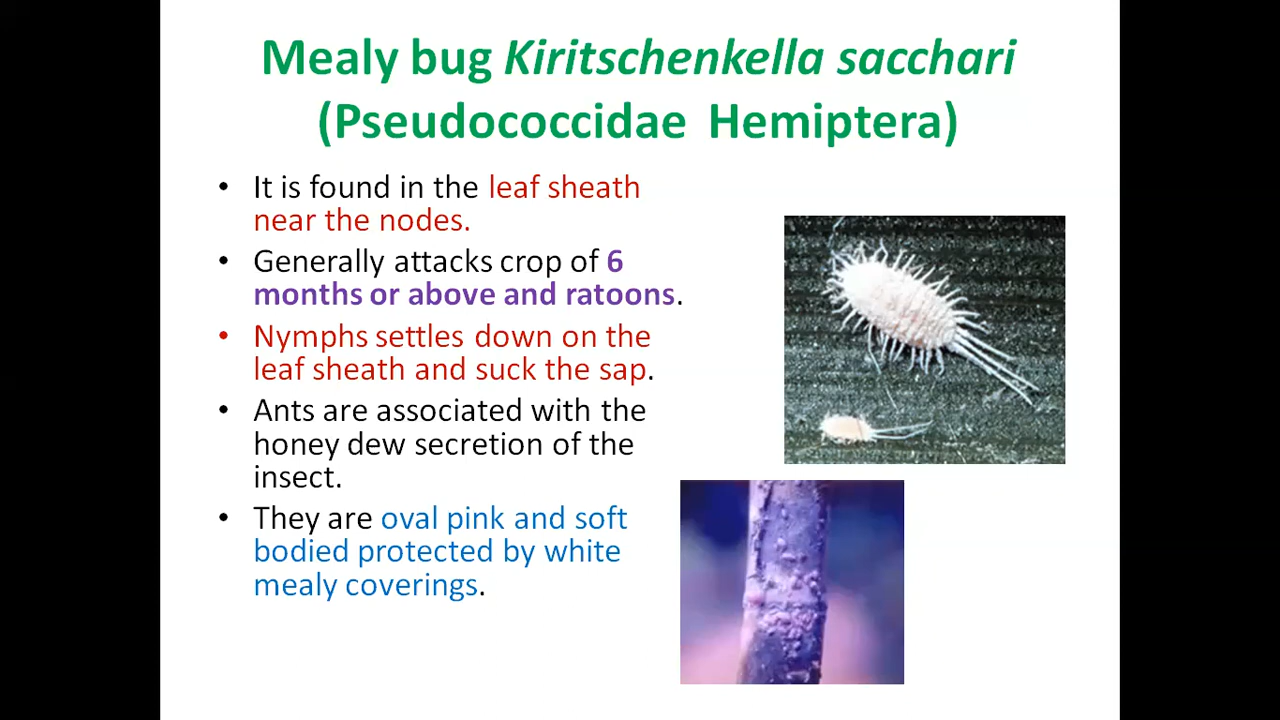 Mealy bug Kiritschenkella sacchari
(Pseudococcidae Hemiptera)
• It is found in the leaf sheath
near the nodes.
• Generally attacks crop of 6
months or above and ratoons.
• Nymphs settles down on the
leaf sheath and suck the sap.
• Ants are associated with the
honey dew secretion of the
insect.
• They are oval pink and soft
bodied protected by white
mealy coverings.